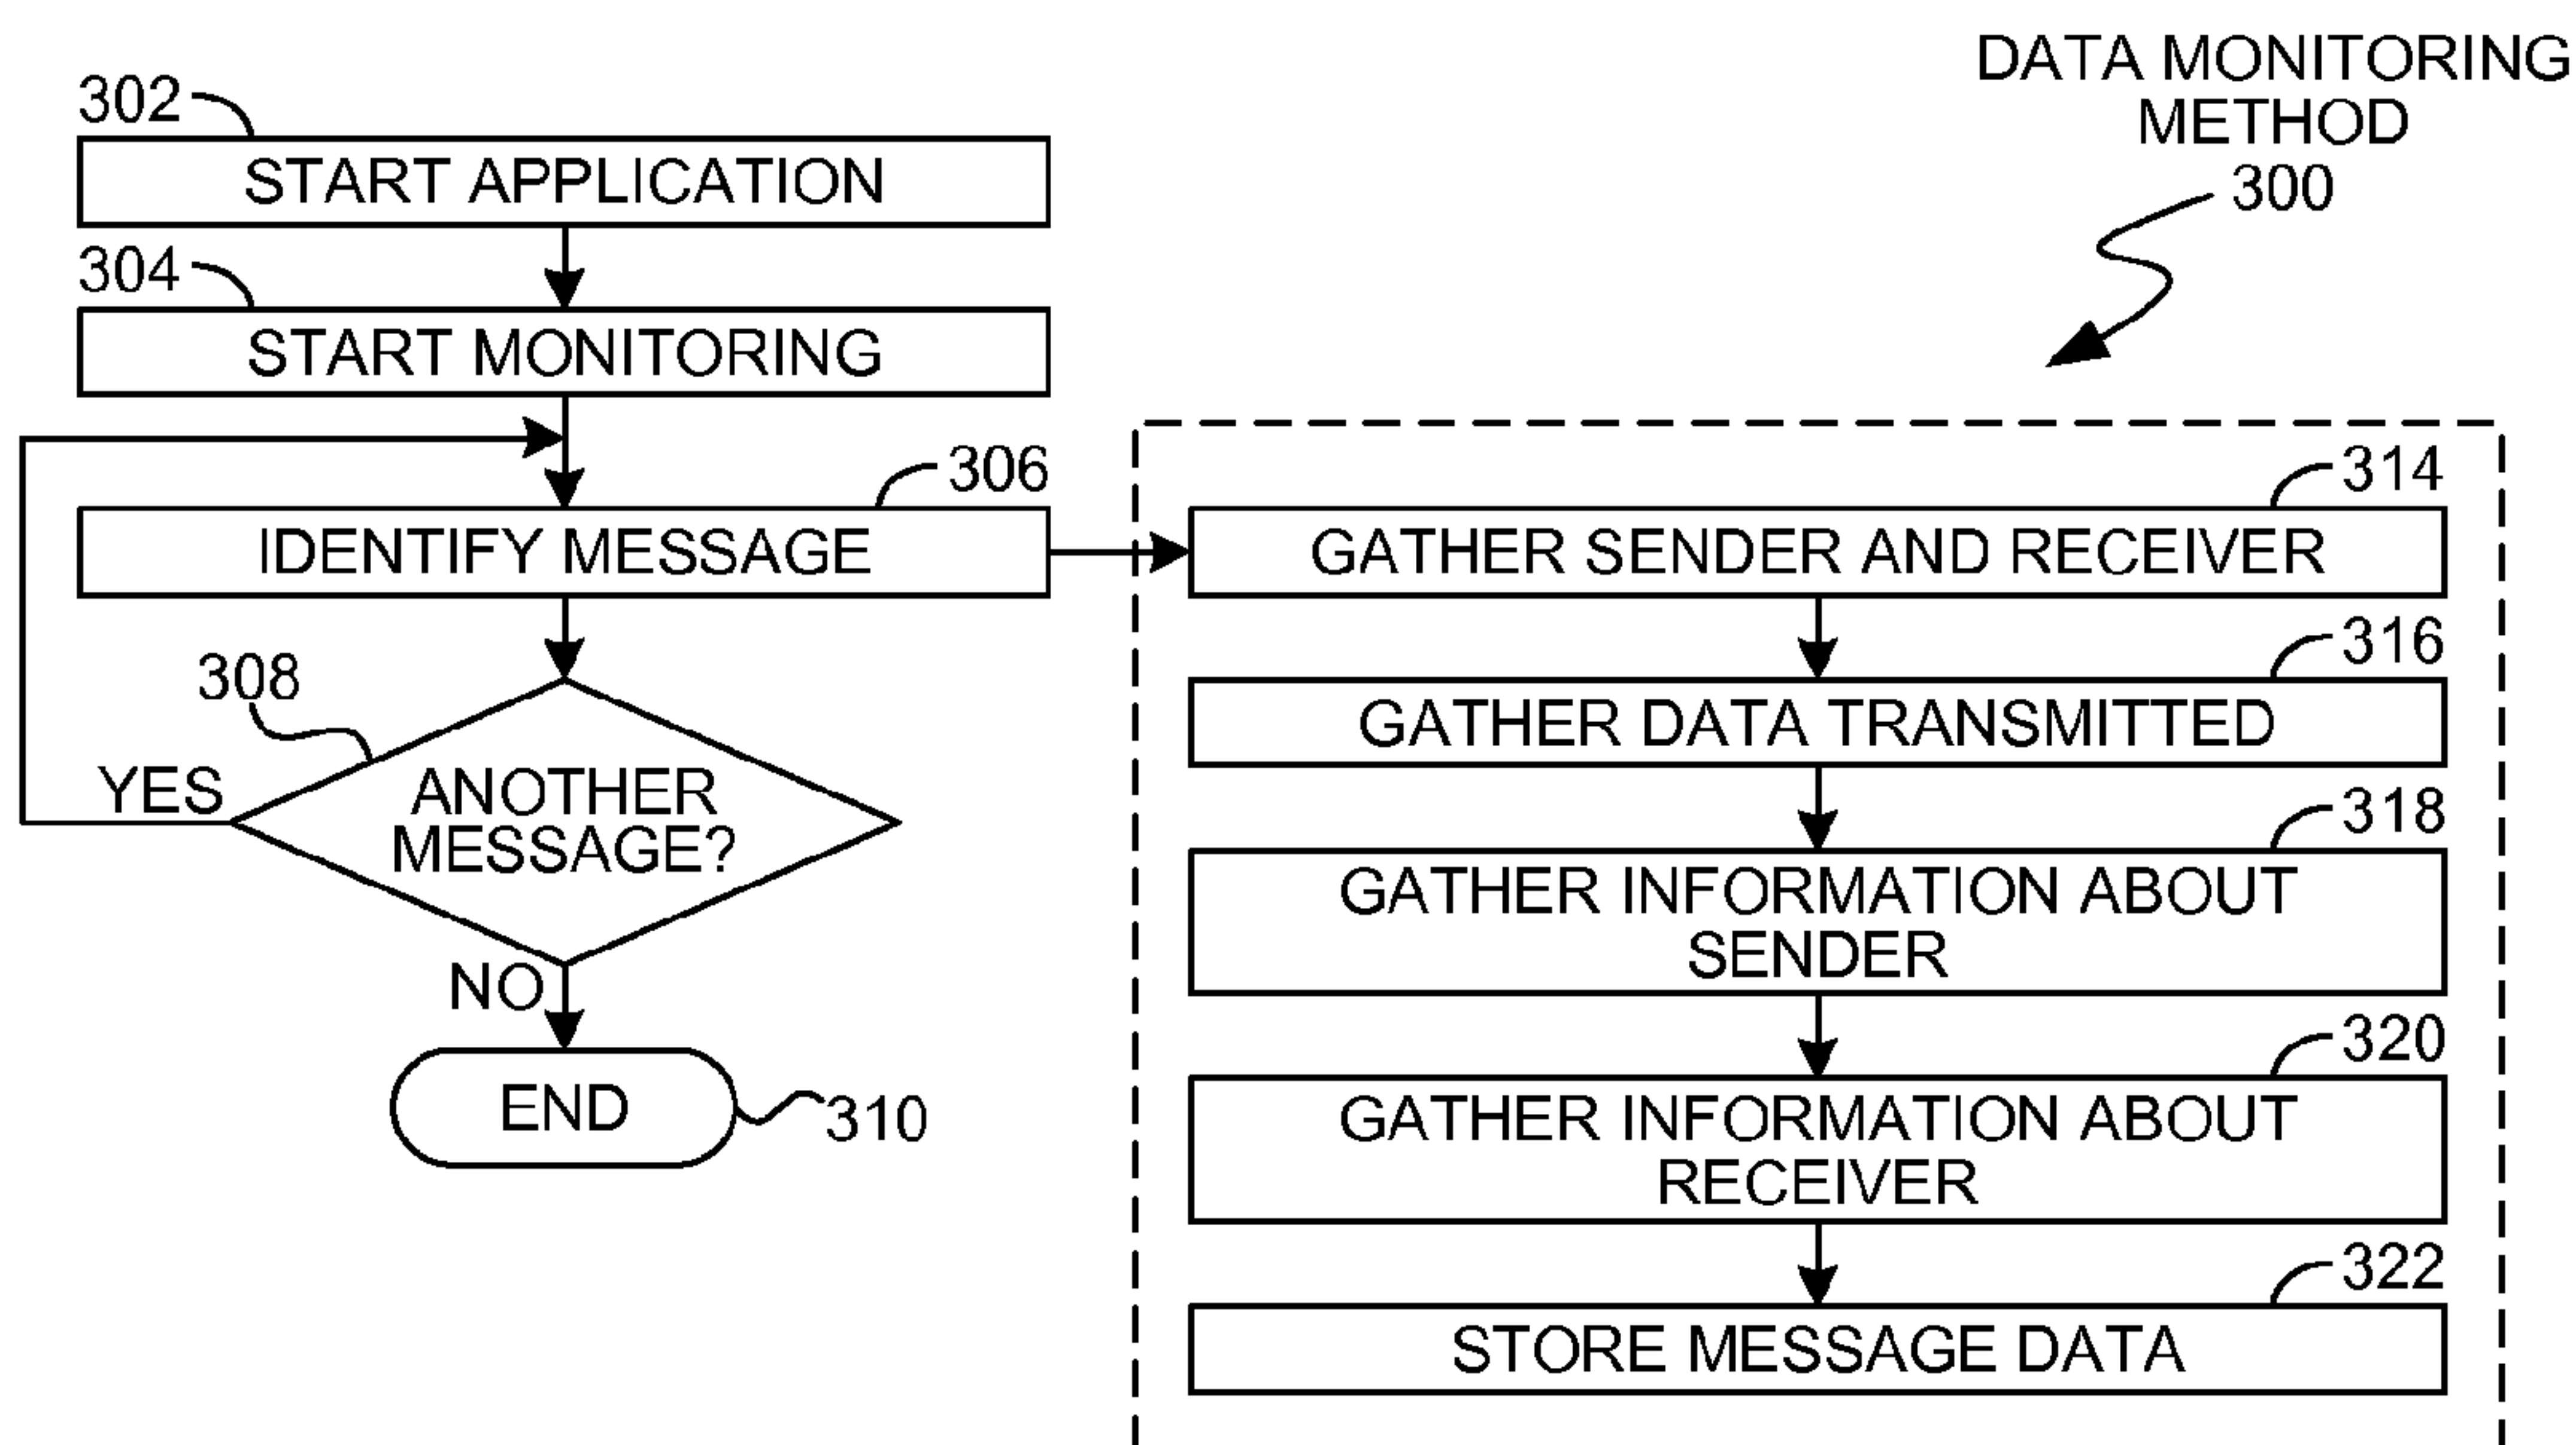 DATA MONITORING
METHOD
300
302
START APPLICATION
304
START MONITORING
306
IDENTIFY MESSAGE
308
YES
ANOTHER
MESSAGE?
NO
END
310
314
GATHER SENDER AND RECEIVER
316
GATHER DATA TRANSMITTED
318
GATHER INFORMATION ABOUT
SENDER
320
GATHER INFORMATION ABOUT
RECEIVER
322
STORE MESSAGE DATA